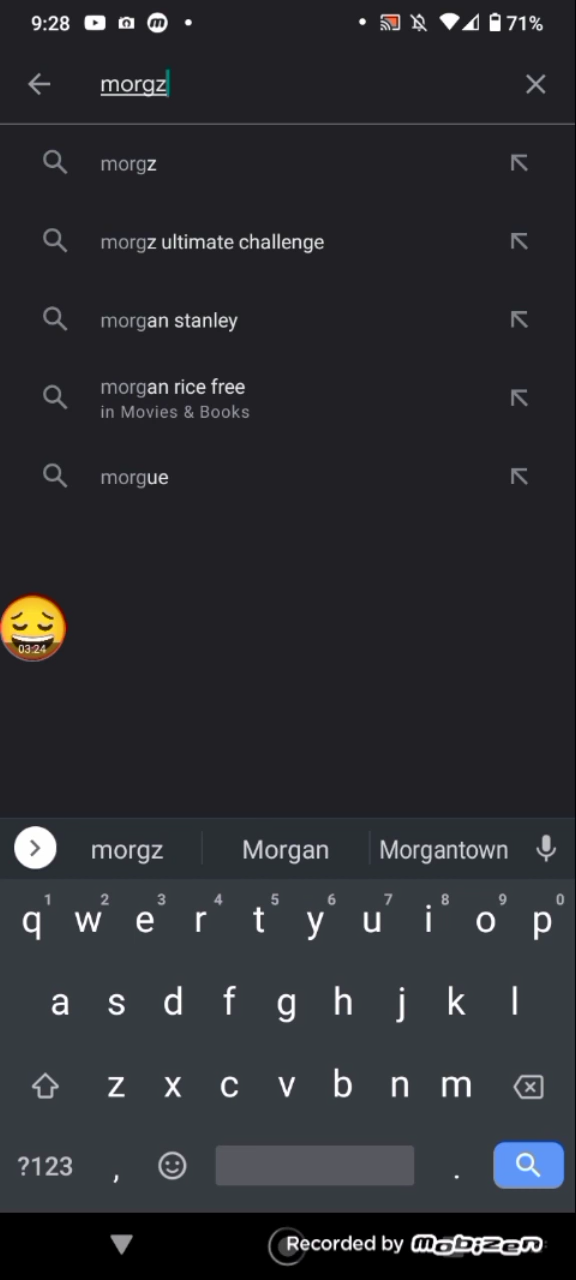 9:28 71%
morgz
morgz
morgz ultimate challenge
morgan stanley
morgan rice free
in Movies & Books
morgue
03:24
morgz Morgan Morgantown
1 2 3 4 5 6 7 8 9 0
q w e r t y u i o p
a s d f g h j k l
z x c v b n m
?123 , .
Recorded by mobizen